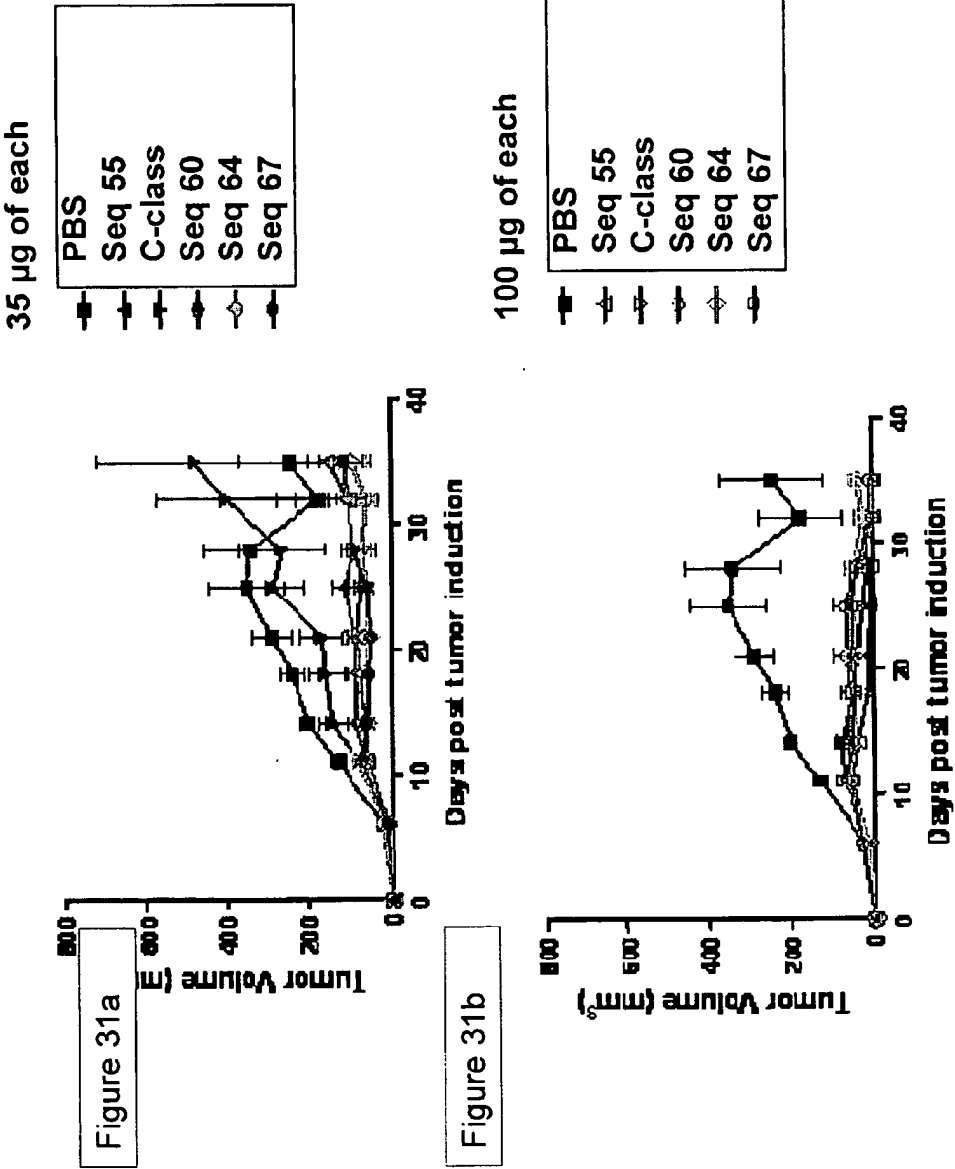 Figure 31a
Tumor Volume (m
800
400
200
0
0
10
20
30
40
Days post tumor induction
35 µg of each
PBS
Seq 55
C-class
Seq 60
Seq 64
Seq 67
Figure 31b
Tumor Volume (mm³)
800
600
400
200
0
0
10
20
30
40
Days post tumor induction
100 µg of each
PBS
Seq 55
C-class
Seq 60
Seq 64
Seq 67